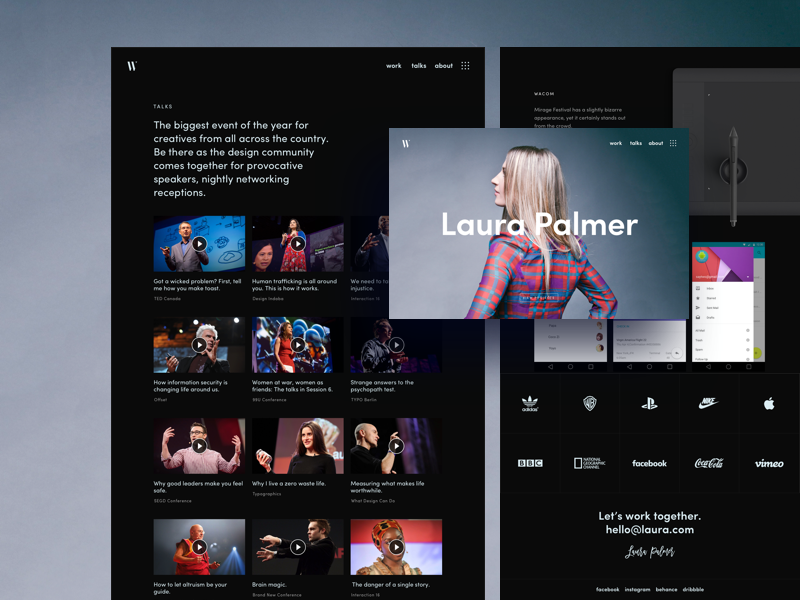 W
work talks about
TALKS
The biggest event of the year for
creatives from all across the country.
Be there as the design community
comes together for provocative
speakers, nightly networking
receptions.
Got a wicked problem? First, tell
me how you make toast.
TED Canada
Human trafficking is all around
you. This is how it works.
Design Indaba
We need to
injustice.
Interaction 15
How information security is
changing life around us.
Offset
Women at war, women as
friends: The talks in Session 6.
99U Conference
Strange answers to the
psychopath test.
TYPO Berlin
Why good leaders make you feel
safe.
SEGD Conference
Why I live a zero waste life.
Typographics
Measuring what makes life
worthwhile.
What Design Can Do
How to let altruism be your
guide.
Brain magic.
Brand New Conference
The danger of a single story.
Interaction 15
W
work talks about
Laura Palmer
WACOM
Mirage Festival has a slightly bizarre
appearance, yet it certainly stands out
from the crowd.
adidas
WB
NIKE
BBC
NATIONAL
GEOGRAPHIC
CHANNEL
facebook
Coca-Cola
vimeo
Let's work together.
hello@laura.com
Laura Palmer
facebook instagram behance dribbble